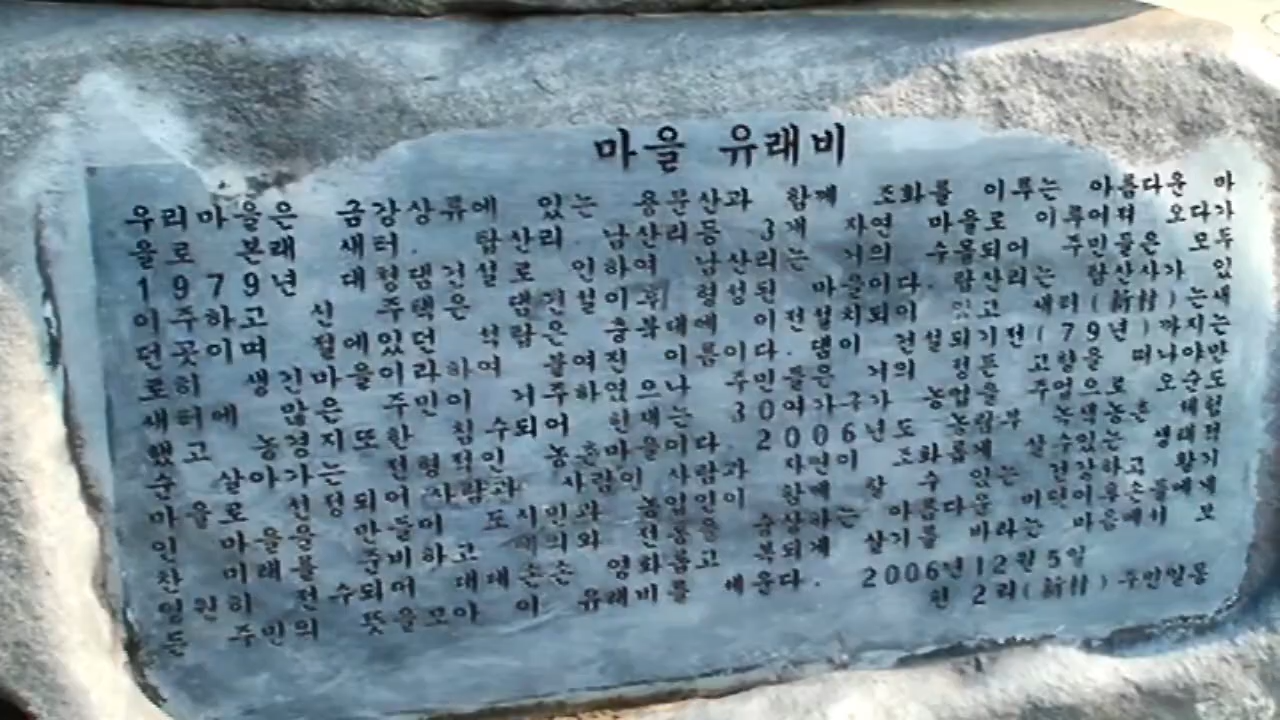 마을 유래비
우리마을은 금강상류에 있는 용문산과 함께 조화를 이루는 아름다운 마
을로 본래 새터. 탑산리. 남산리등 3개 자연 마을로 이루어져 오다가
1979년 대형댐건설로 인하여 남산리는 거의 수몰되어 주민들은 모두
이주하고 신 주택은 댐건설이후 형성된 마을이다. 탑산리는 탑산사가 있
던곳이며 절에있던 석탑은 충북대에 이전설치되어 있고 새터(新村)는새
로히 생긴마을이라하여 붙여진 이름이다. 댐이 건설되기전(79년)까지는
새터에 많은 주민이 거주하였으나 주민들은 거의 정든 고향을 떠나야만
했고 농경지또한 침수되어 현재는 30여가구가 농업을 주업으로 오순도
순 살아가는 전형적인 농촌마을이다. 2006년도 농림부 녹색농촌 체험
마을로 선정되어 사람과 사람이 사람과 자연이 조화롭게 살수있는 생태적
인 마을을 만들어 도시민과 농업인이 함께 할 수 있는 건강하고 활기
찬 미래를 준비하고 예의와 전통을 숭상하는 아름다운 미덕이후손들에게
영원히 전수되어 대대손손 영화롭고 복되게 살기를 바라는 마음에서 모
든 주민의 뜻을모아 이 유래비를 세운다. 2006년12월5일
2리(新村) 주민일동